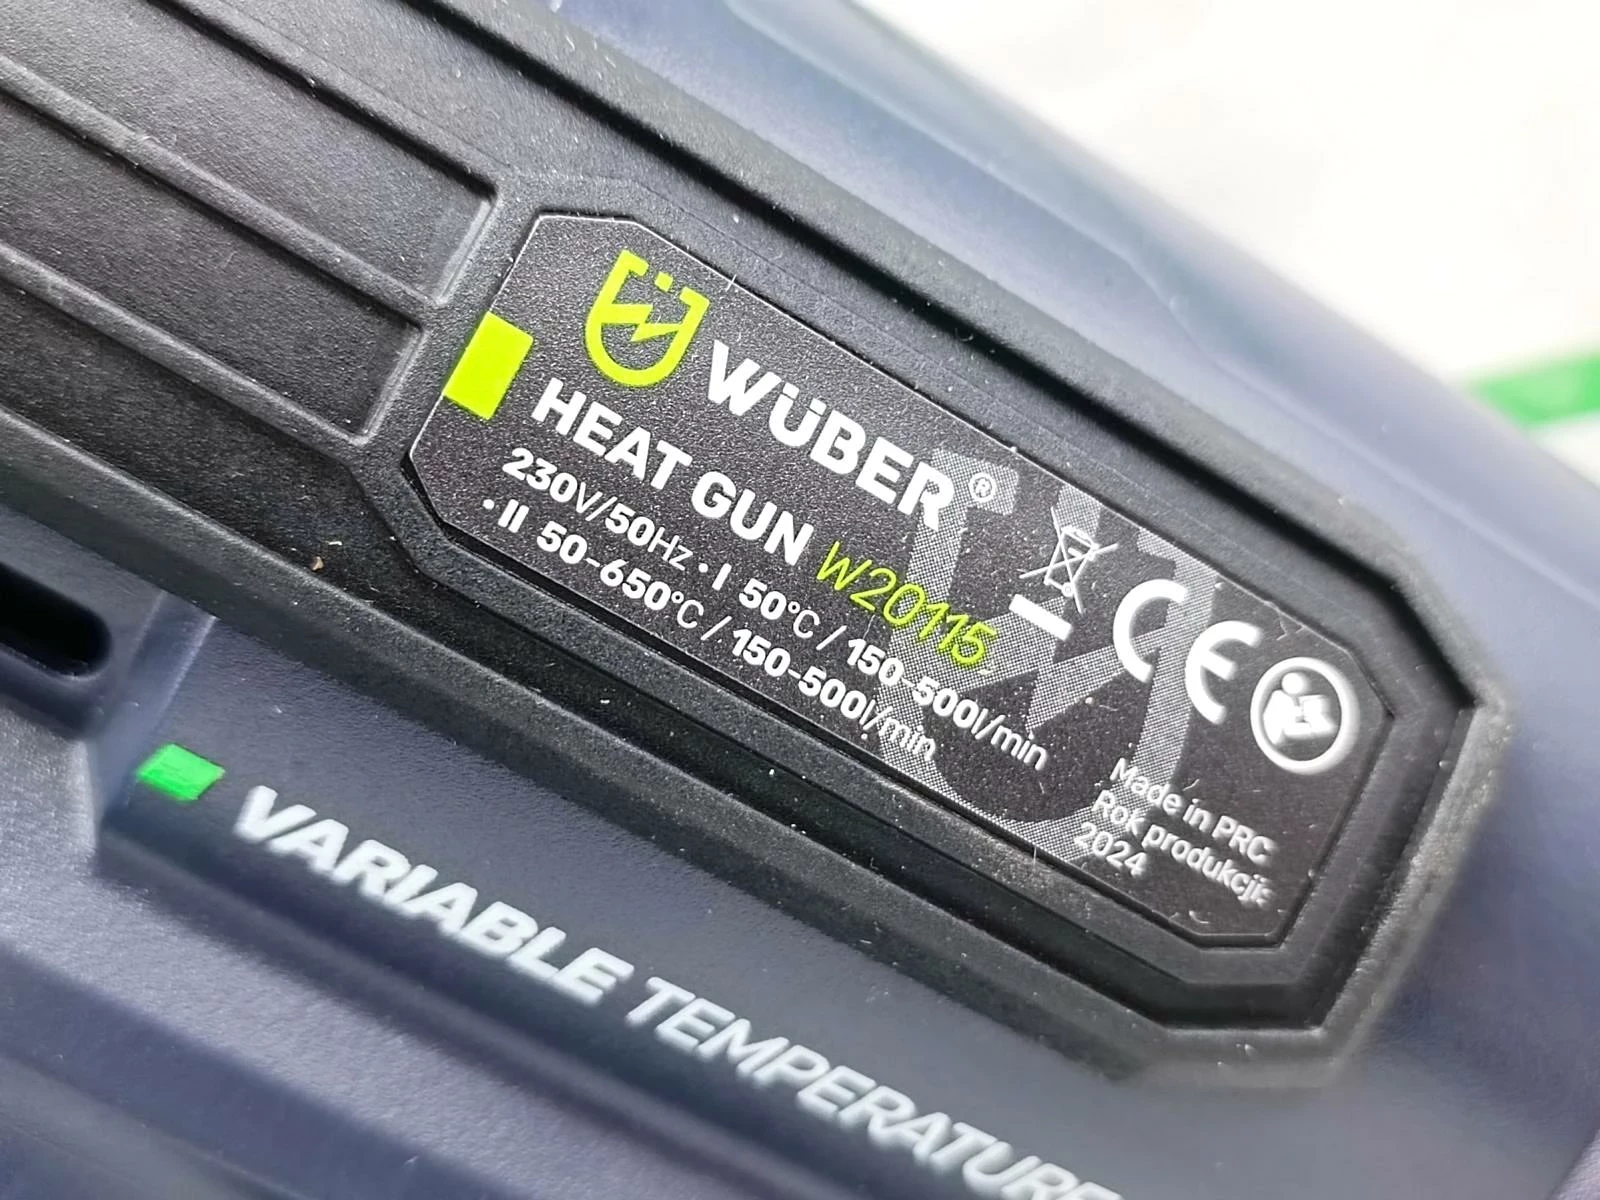 WÜBER®
HEAT GUN W20115
230V/50Hz • I 50°C / 150-500l/min
• II 50-650°C / 150-500l/min
CE
Made in PRC
Rok produkcji:
2024
VARIABLE TEMPERATURE